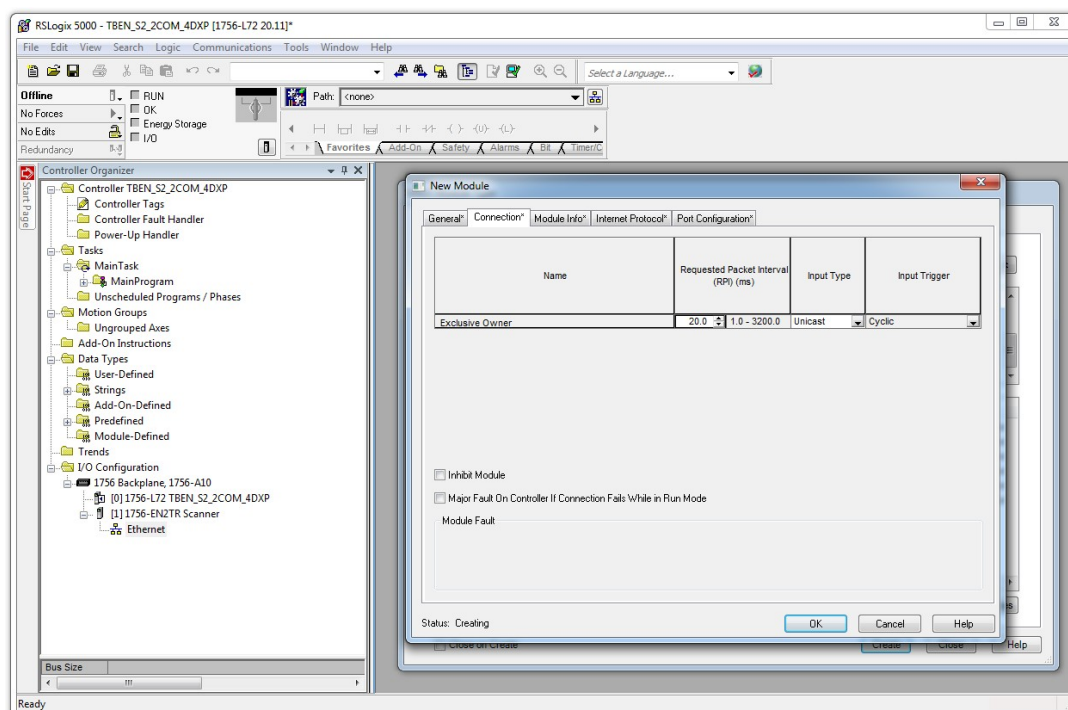 RSLogix 5000 - TBEN_S2_2COM_4DXP [1756-L72 20.11]*
File Edit View Search Logic Communications Tools Window Help
Select a Language...
Offline
RUN
Path: <none>
No Forces
OK
No Edits
Energy Storage
Redundancy
I/O
Favorites Add-On Safety Alarms Bit Timer/C
Start Page
Controller Organizer
Controller TBEN_S2_2COM_4DXP
Controller Tags
Controller Fault Handler
Power-Up Handler
Tasks
MainTask
MainProgram
Unscheduled Programs / Phases
Motion Groups
Ungrouped Axes
Add-On Instructions
Data Types
User-Defined
Strings
Add-On-Defined
Predefined
Module-Defined
Trends
I/O Configuration
1756 Backplane, 1756-A10
[0] 1756-L72 TBEN_S2_2COM_4DXP
[1] 1756-EN2TR Scanner
Ethernet
Bus Size
Ready
New Module
General* Connection* Module Info* Internet Protocol* Port Configuration*
Name
Requested Packet Interval
(RPI) (ms)
Input Type
Input Trigger
Exclusive Owner 20.0 1.0 - 3200.0 Unicast Cyclic
Inhibit Module
Major Fault On Controller If Connection Fails While in Run Mode
Module Fault
Status: Creating
OK Cancel Help
Close on Create
Create Close Help